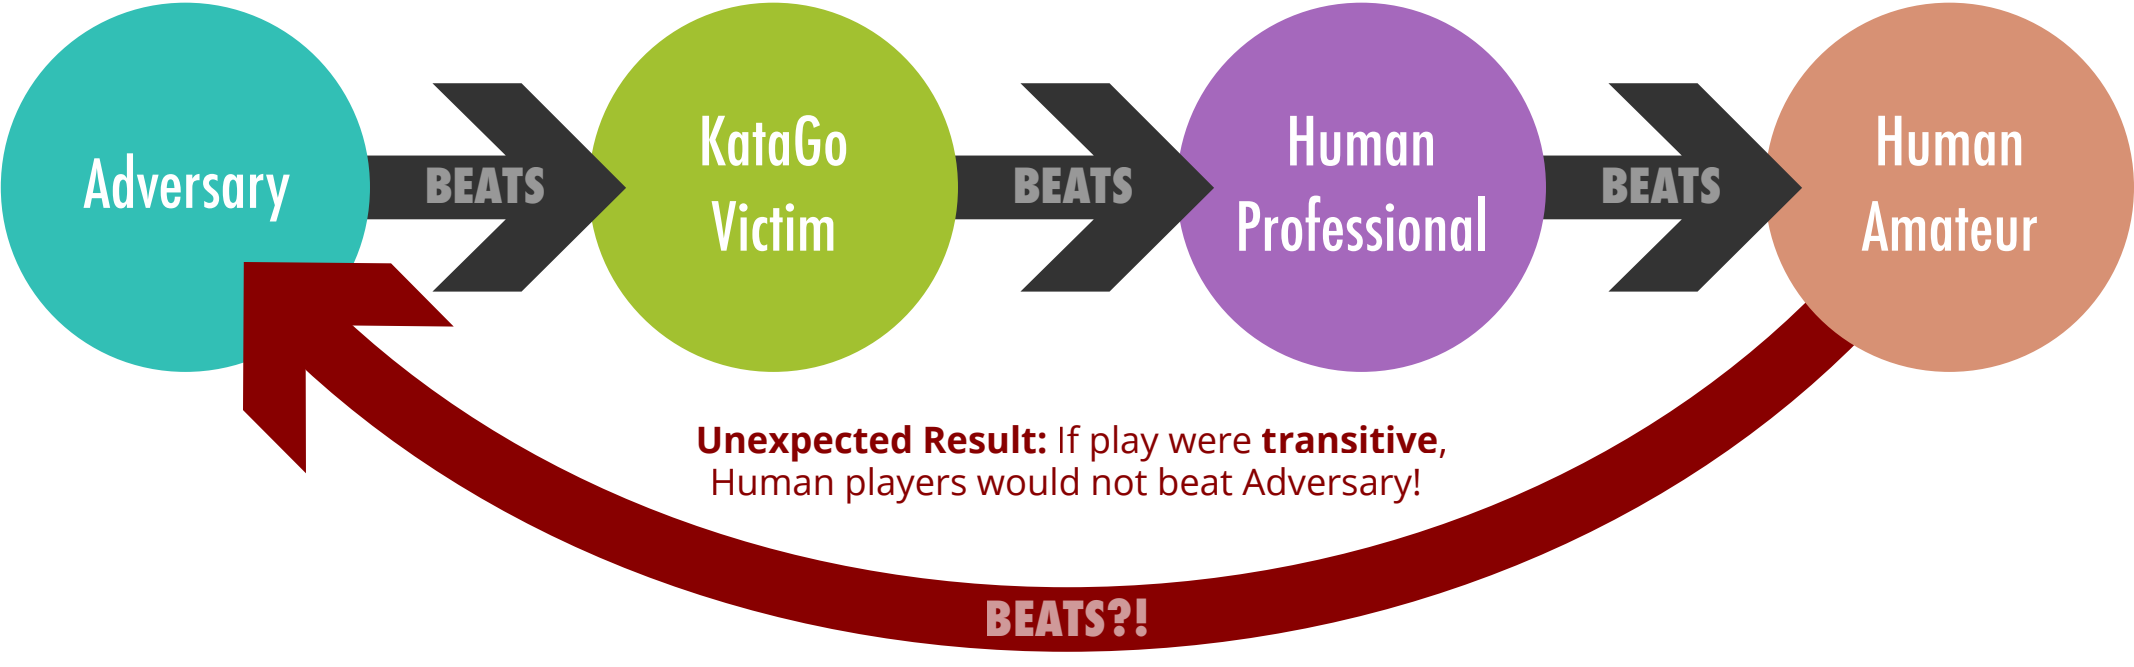 Adversary
BEATS
KataGo
Victim
BEATS
Human
Professional
BEATS
Human
Amateur
Unexpected Result: If play were transitive,
Human players would not beat Adversary!
BEATS?!